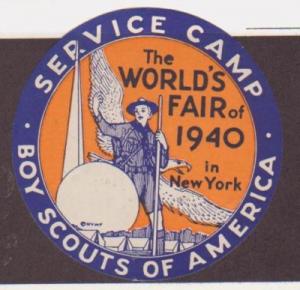 SERVICE CAMP
The
WORLD'S
FAIR of
1940
in
New York
· BOY SCOUTS OF AMERICA ·